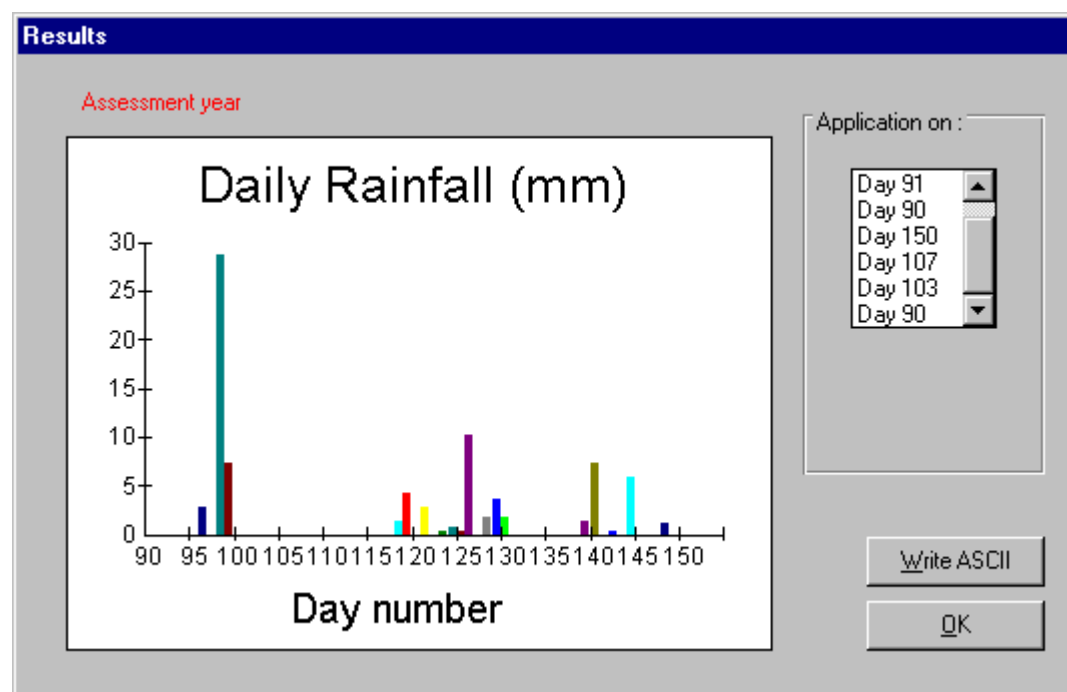 Results
Assessment year
Daily Rainfall (mm)
30
25
20
15
10
5
0
90 95 100 105 110 115 120 125 130 135 140 145 150
Day number
Application on :
Day 91
Day 90
Day 150
Day 107
Day 103
Day 90
Write ASCII
OK